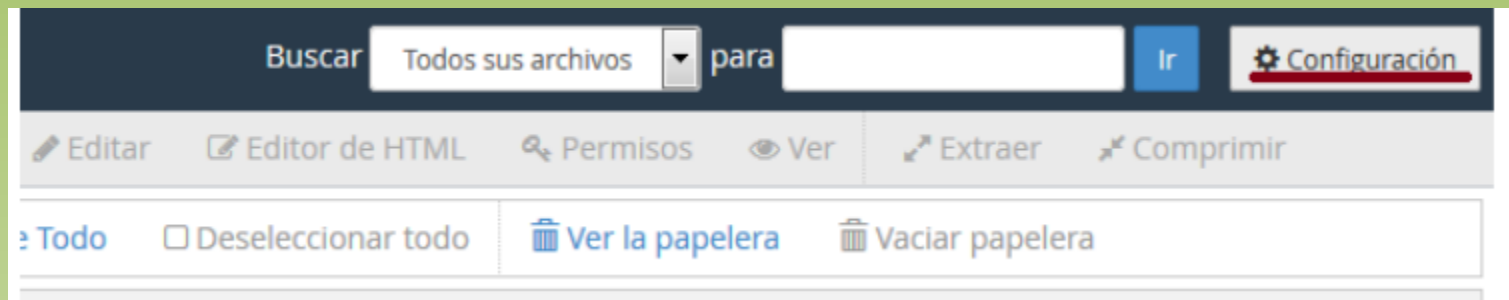 Buscar Todos sus archivos para Ir Configuración
Editar Editor de HTML Permisos Ver Extraer Comprimir
e Todo Deseleccionar todo Ver la papelera Vaciar papelera